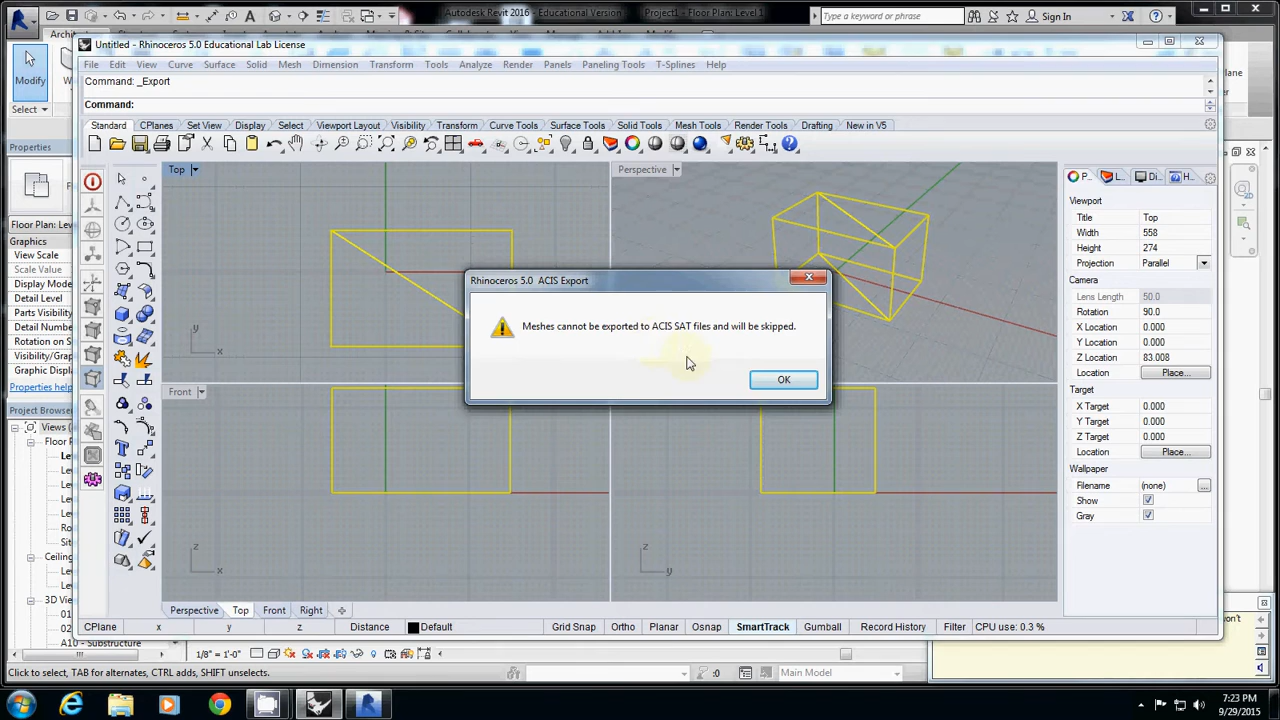 Autodesk Revit 2016 - Educational Version - Project1 - Floor Plan: Level 1
Type a keyword or phrase
Sign In
Untitled - Rhinoceros 5.0 Educational Lab License
File Edit View Curve Surface Solid Mesh Dimension Transform Tools Analyze Render Panels Paneling Tools T-Splines Help
Command: _Export
Command:
Standard CPlanes Set View Display Select Viewport Layout Visibility Transform Curve Tools Surface Tools Solid Tools Mesh Tools Render Tools Drafting New in V5
Modify
Select
Properties
Floor Plan: Level
Graphics
View Scale
Scale Value
Display Model
Detail Level
Parts Visibility
Rotation on S
Visibility/Graph
Graphic Displa
Properties help
Project Browser
Views (
Floor P
Le
Site
Ceiling
3D View
01
02
A10 - Structure
Top
y
x
Perspective
Front
z
x
z
y
Rhinoceros 5.0 ACIS Export
Meshes cannot be exported to ACIS SAT files and will be skipped.
OK
P... L... Di... H...
Viewport
Title Top
Width 558
Height 274
Projection Parallel
Camera
Lens Length 50.0
Rotation 90.0
X Location 0.000
Y Location 0.000
Z Location 83.008
Location Place...
Target
X Target 0.000
Y Target 0.000
Z Target 0.000
Location Place...
Wallpaper
Filename (none) ...
Show
Gray
Perspective Top Front Right
CPlane x y z Distance Default Grid Snap Ortho Planar Osnap SmartTrack Gumball Record History Filter CPU use: 0.3 %
1/8" = 1'-0"
Click to select, TAB for alternates, CTRL adds, SHIFT unselects.
:0
Main Model
7:23 PM
9/29/2015